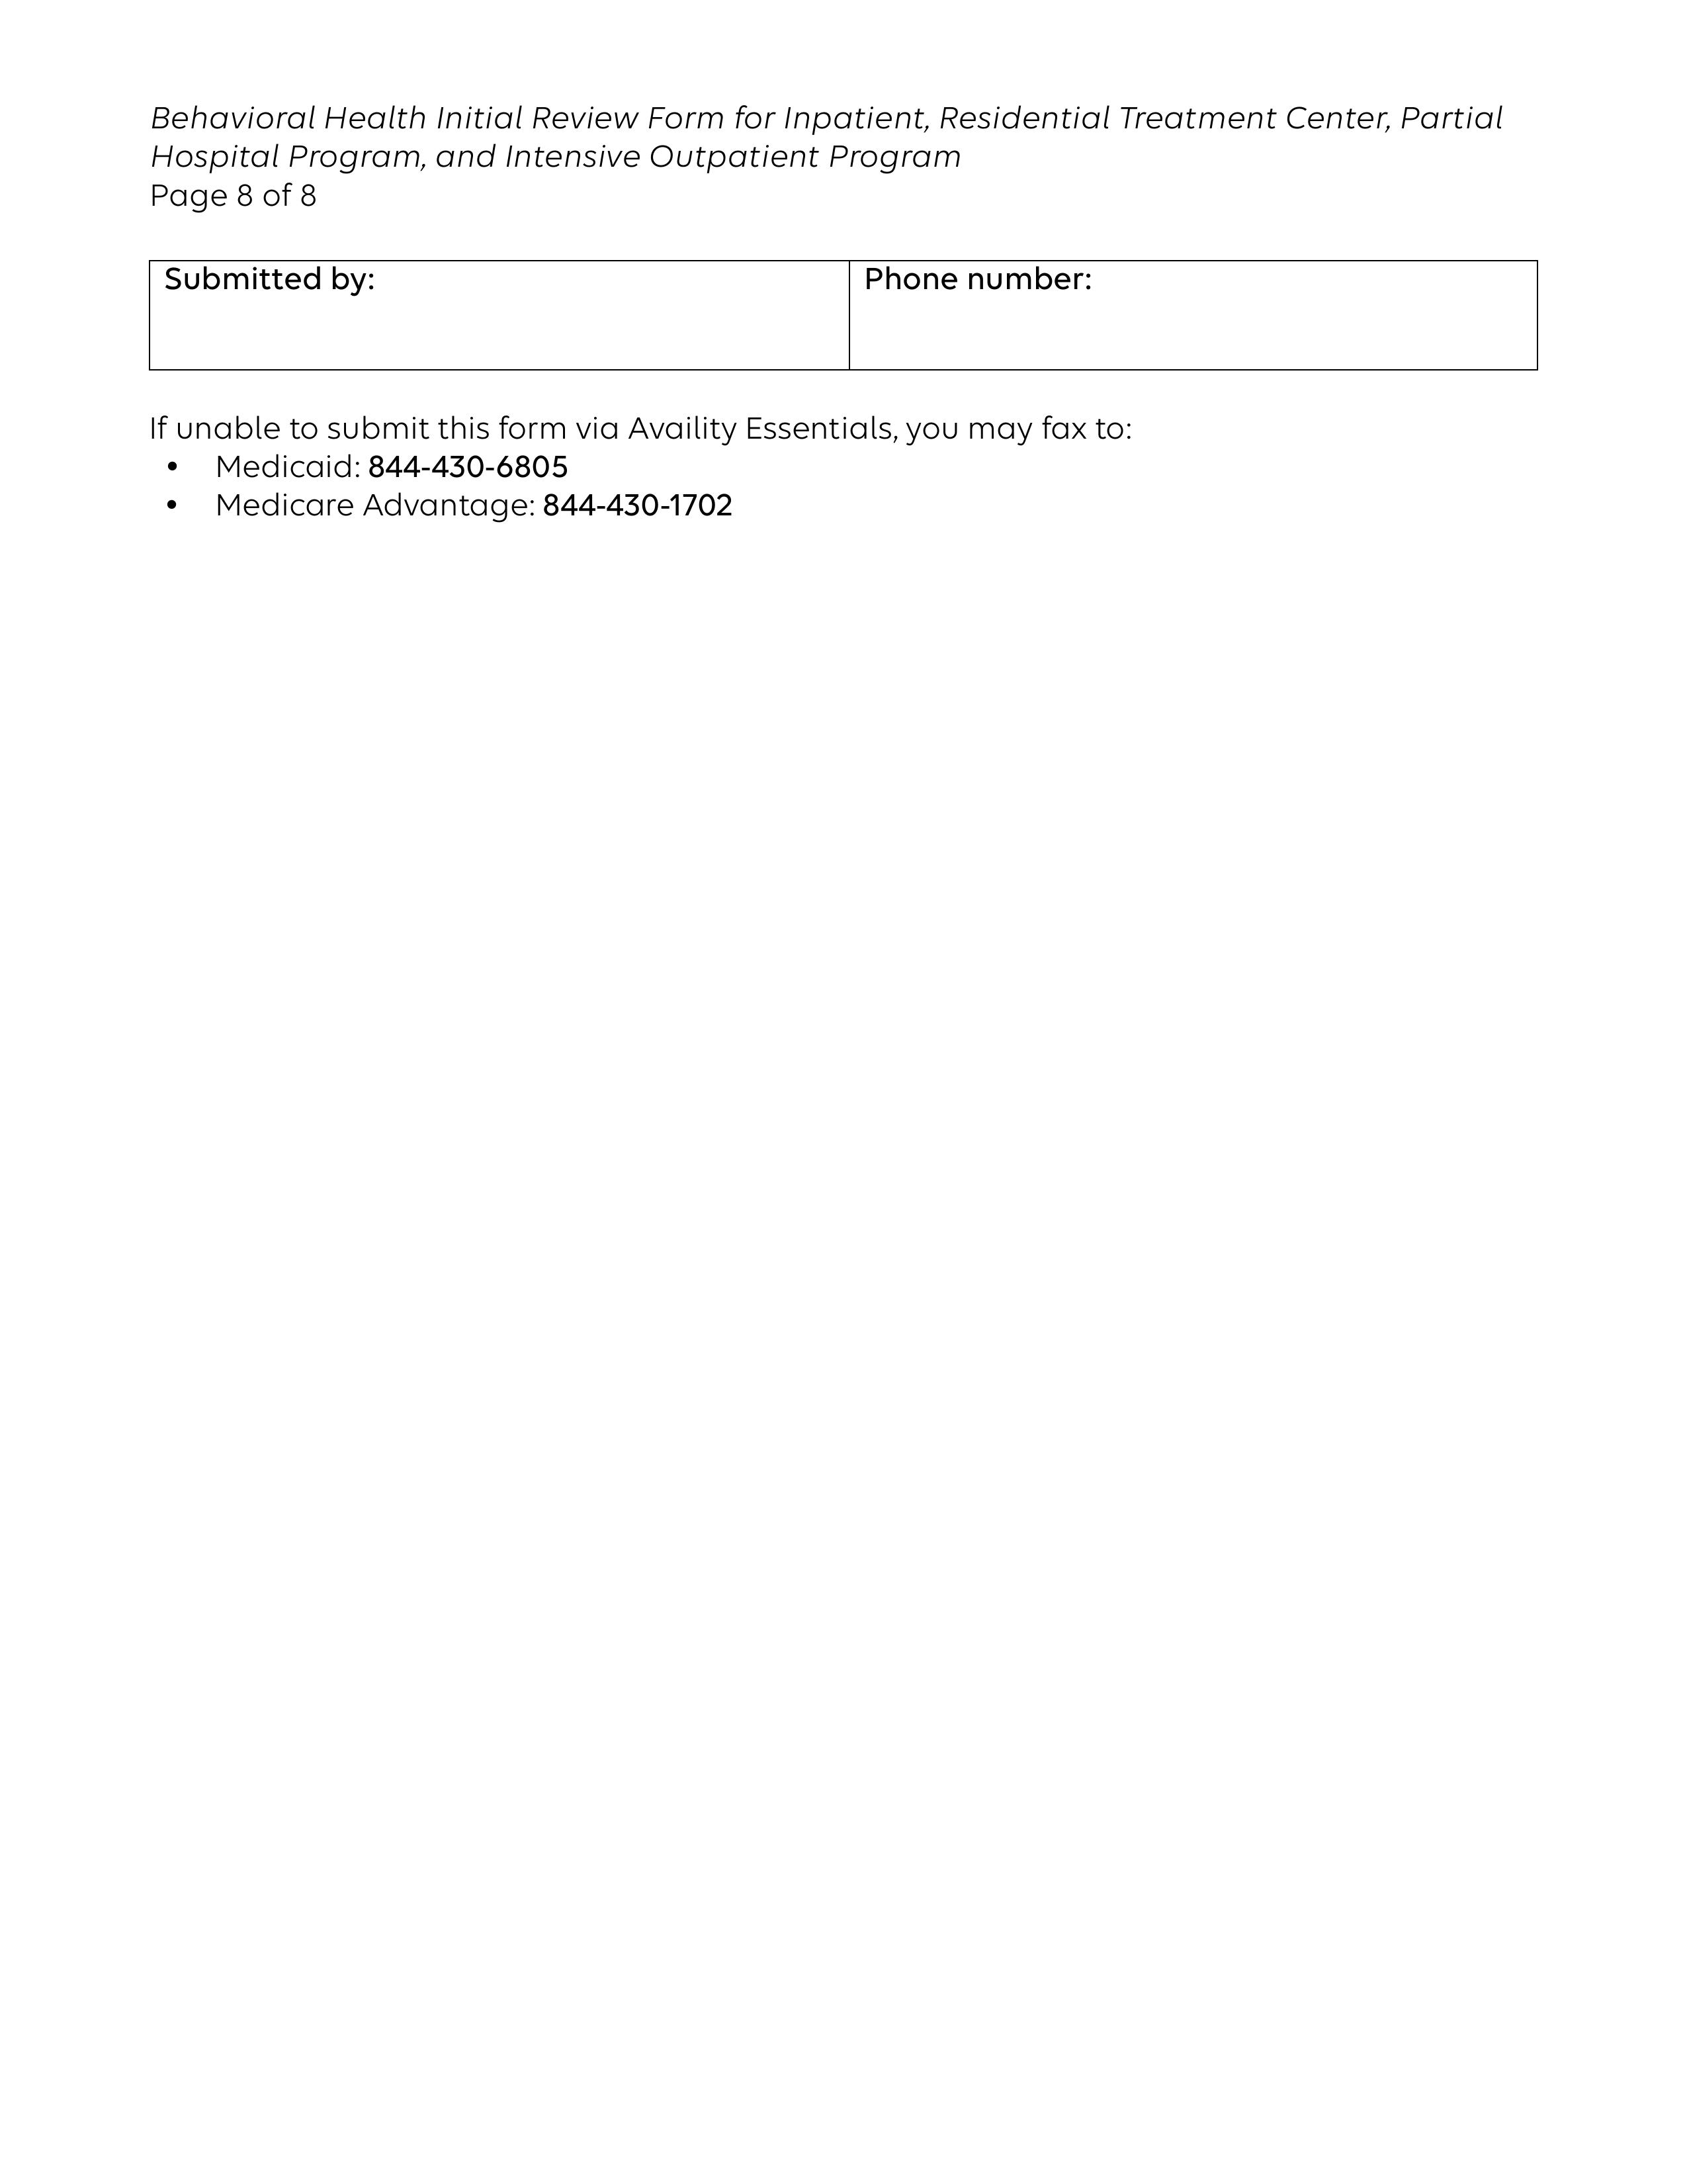 Behavioral Health Initial Review Form for Inpatient, Residential Treatment Center, Partial
Hospital Program, and Intensive Outpatient Program
Page 8 of 8
Submitted by:
Phone number:
If unable to submit this form via Availity Essentials, you may fax to:
• Medicaid: 844-430-6805
• Medicare Advantage: 844-430-1702